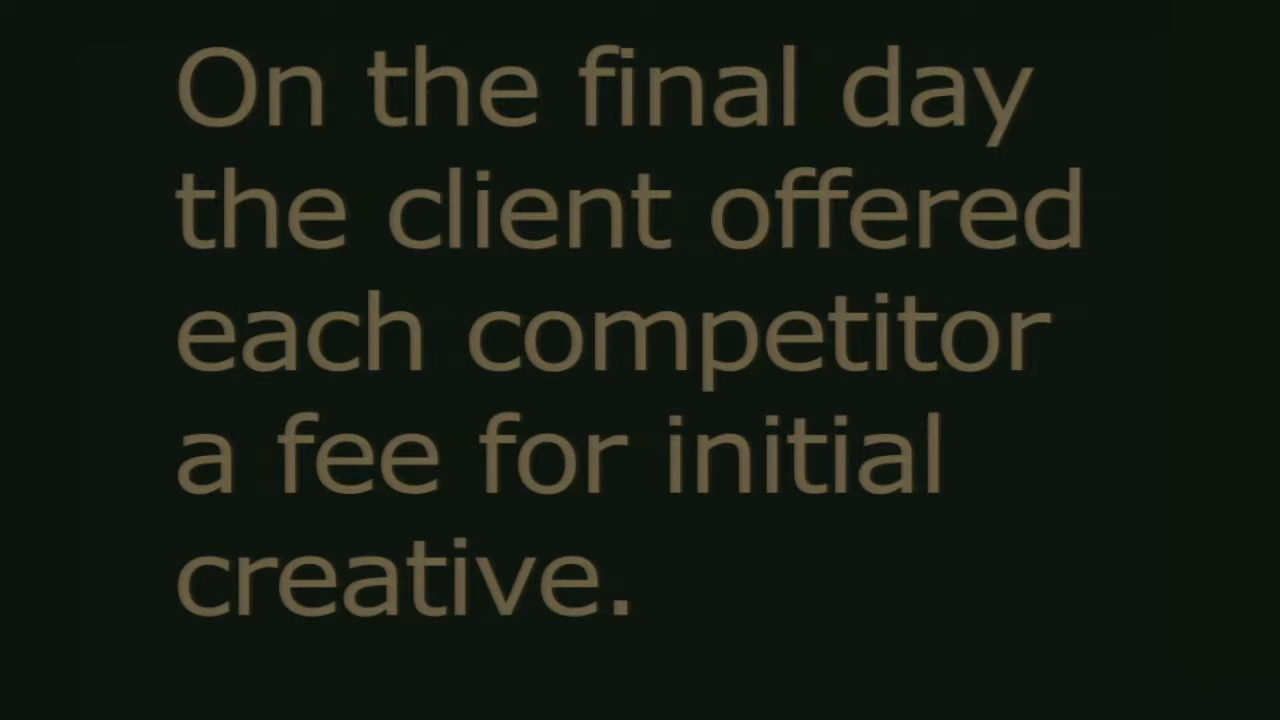 On the final day
the client offered
each competitor
a fee for initial
creative.